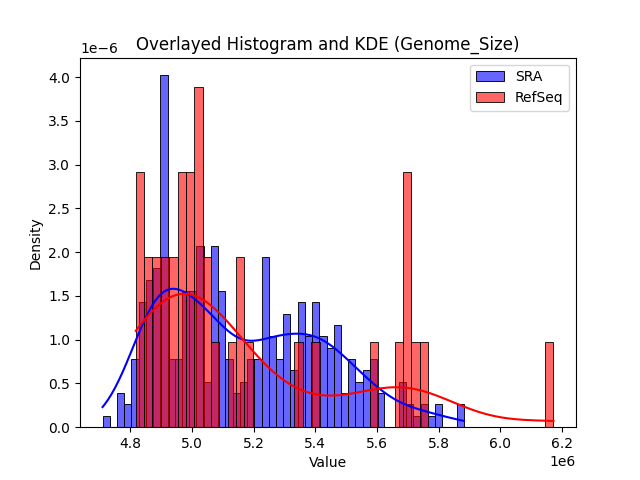 Overlayed Histogram and KDE (Genome_Size)
1e−6
SRA
RefSeq
4.0
3.5
3.0
2.5
2.0
1.5
1.0
0.5
0.0
Density
4.8 5.0 5.2 5.4 5.6 5.8 6.0 6.2
Value
1e6